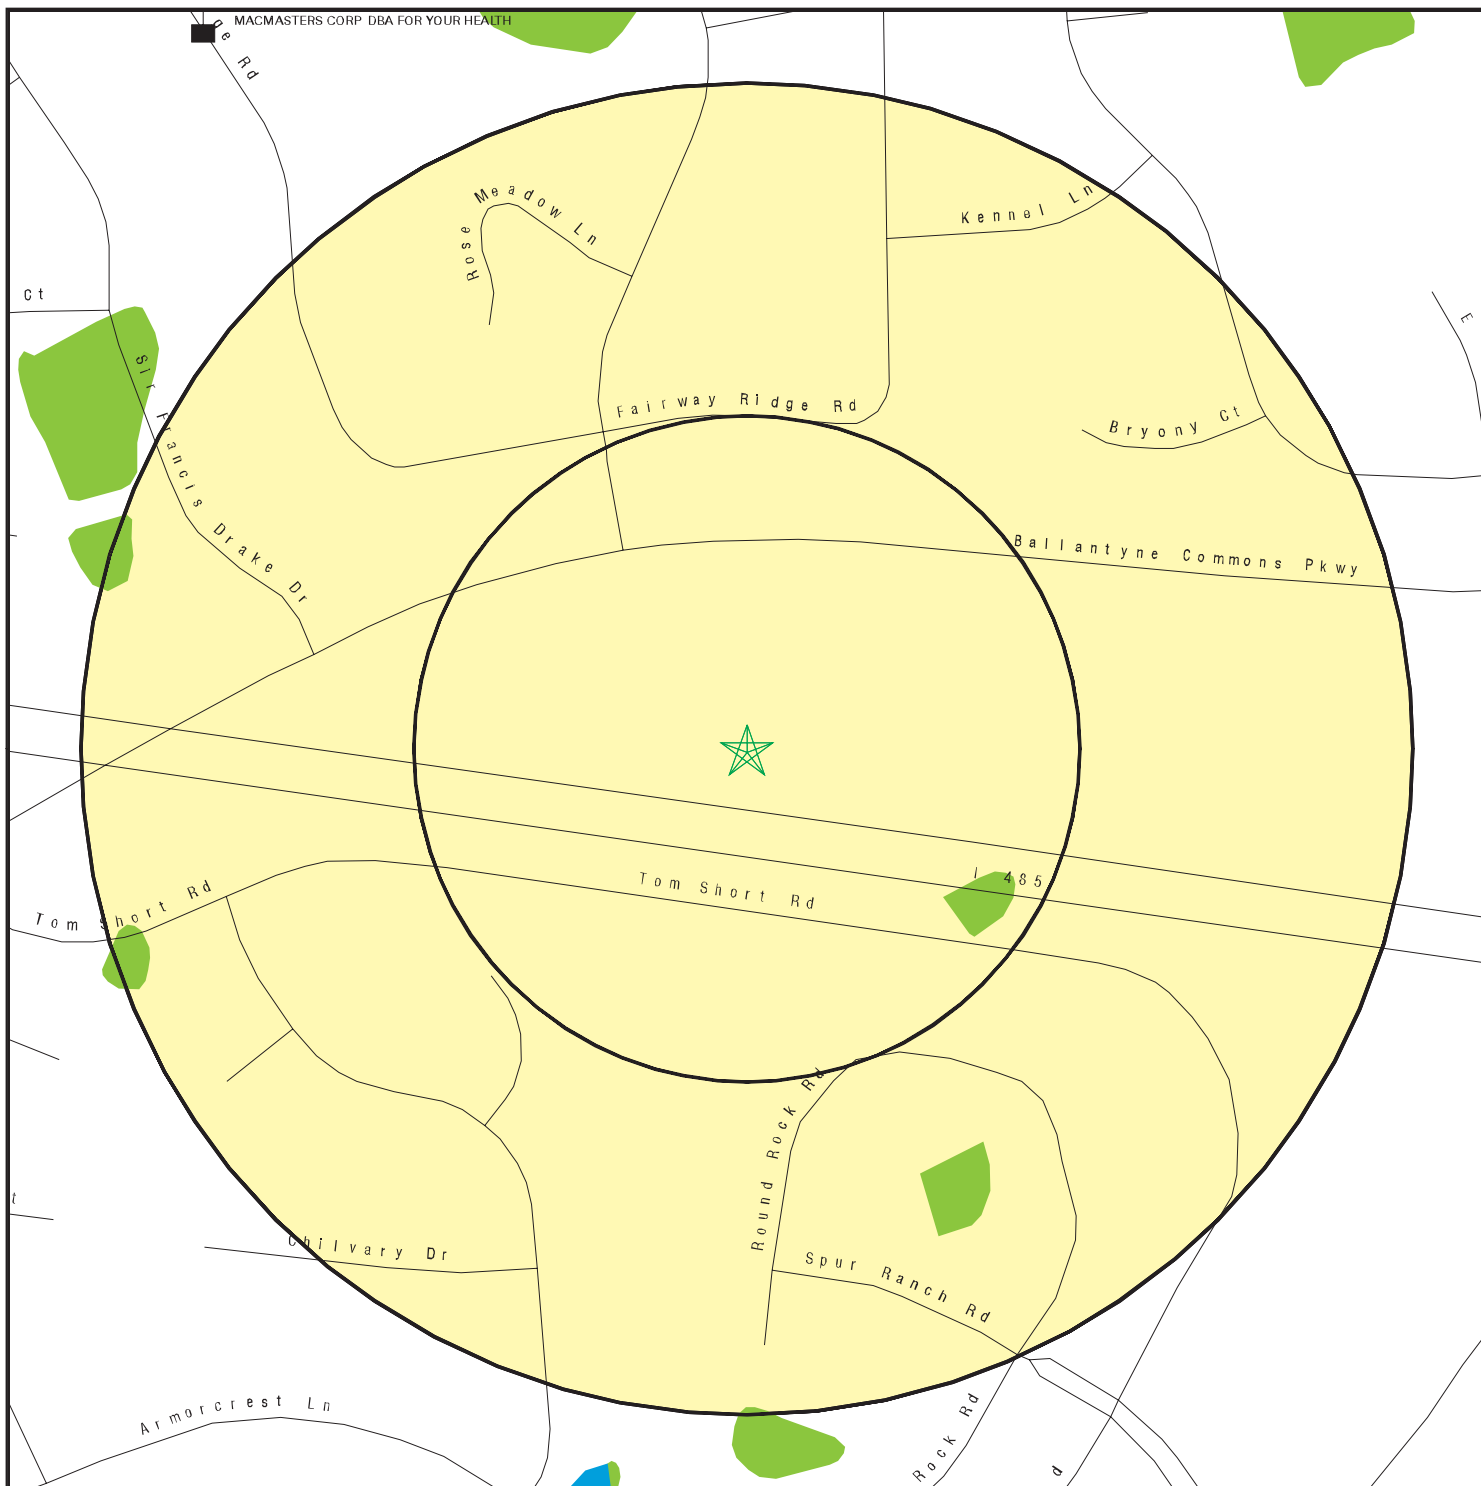 MACMASTERS CORP DBA FOR YOUR HEALTH
ge Rd
Rose Meadow Ln
Kennel Ln
Ct
E
Sir Francis Drake Dr
Fairway Ridge Rd
Bryony Ct
Ballantyne Commons Pkwy
I 485
Tom Short Rd
Tom Short Rd
Round Rock Rd
t
Chilvary Dr
Spur Ranch Rd
Armorcrest Ln
Rock Rd
d